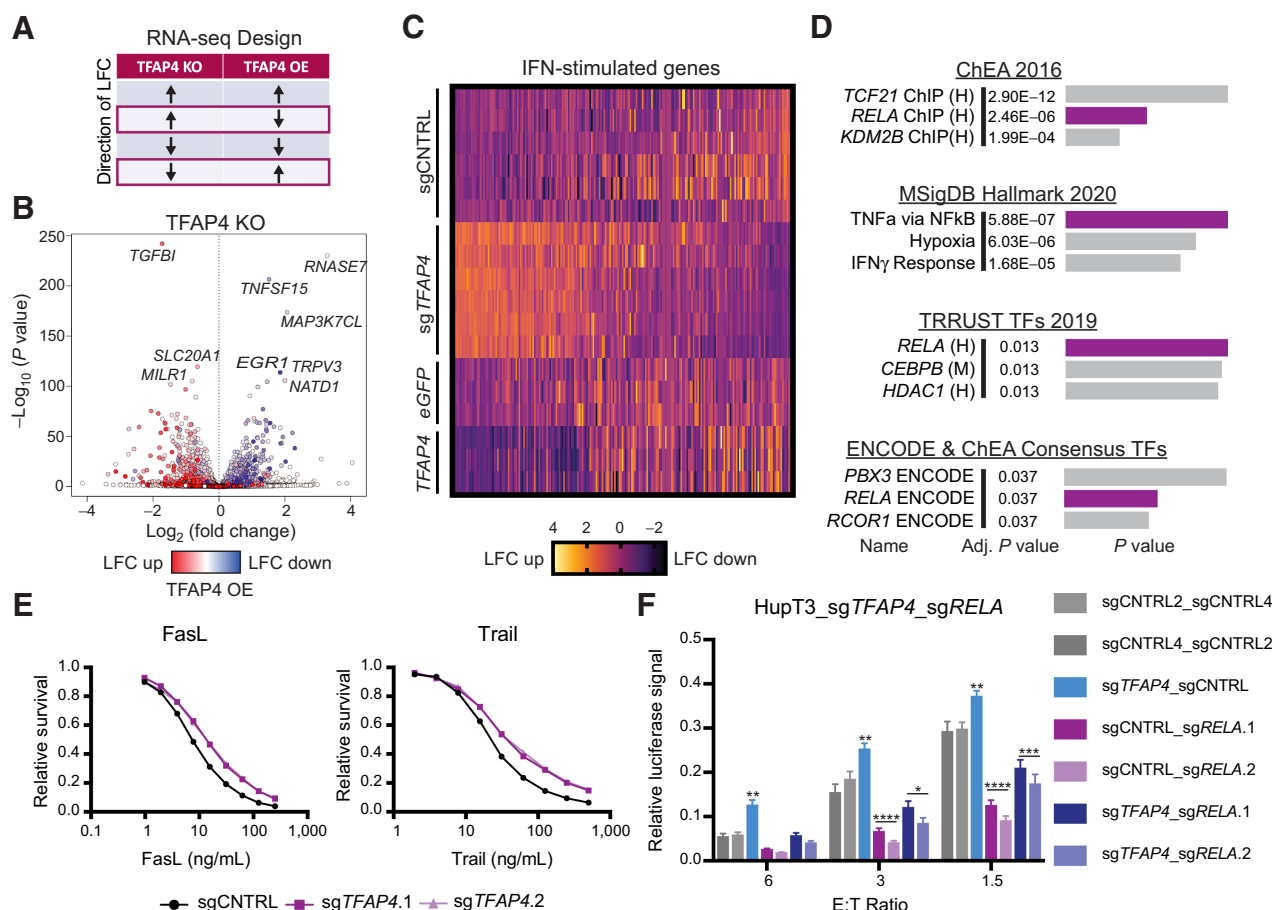 A
RNA-seq Design
Direction of LFC
TFAP4 KO TFAP4 OE
B
TFAP4 KO
−Log10 (P value)
250
200
150
100
50
0
TGFBI
RNASE7
TNFSF15
MAP3K7CL
SLC20A1
EGR1 TRPV3
MILR1
NATD1
−4 −2 0 2 4
Log2 (fold change)
LFC up LFC down
TFAP4 OE
C
IFN-stimulated genes
sgCNTRL
sgTFAP4
eGFP
TFAP4
4 2 0 −2
LFC up LFC down
D
ChEA 2016
TCF21 ChIP (H) 2.90E−12
RELA ChIP (H) 2.46E−06
KDM2B ChIP(H) 1.99E−04
MSigDB Hallmark 2020
TNFa via NFkB 5.88E−07
Hypoxia 6.03E−06
IFNγ Response 1.68E−05
TRRUST TFs 2019
RELA (H) 0.013
CEBPB (M) 0.013
HDAC1 (H) 0.013
ENCODE & ChEA Consensus TFs
PBX3 ENCODE 0.037
RELA ENCODE 0.037
RCOR1 ENCODE 0.037
Name Adj. P value P value
E
FasL
Relative survival
1.0
0.8
0.6
0.4
0.2
0.0
0.1 1 10 100 1,000
FasL (ng/mL)
Trail
Relative survival
1.0
0.8
0.6
0.4
0.2
0.0
1 10 100 1,000
Trail (ng/mL)
sgCNTRL sgTFAP4.1 sgTFAP4.2
F
HupT3_sgTFAP4_sgRELA
Relative luciferase signal
0.5
0.4
0.3
0.2
0.1
0.0
**
**
****
*
**
****
***
6 3 1.5
E:T Ratio
sgCNTRL2_sgCNTRL4
sgCNTRL4_sgCNTRL2
sgTFAP4_sgCNTRL
sgCNTRL_sgRELA.1
sgCNTRL_sgRELA.2
sgTFAP4_sgRELA.1
sgTFAP4_sgRELA.2